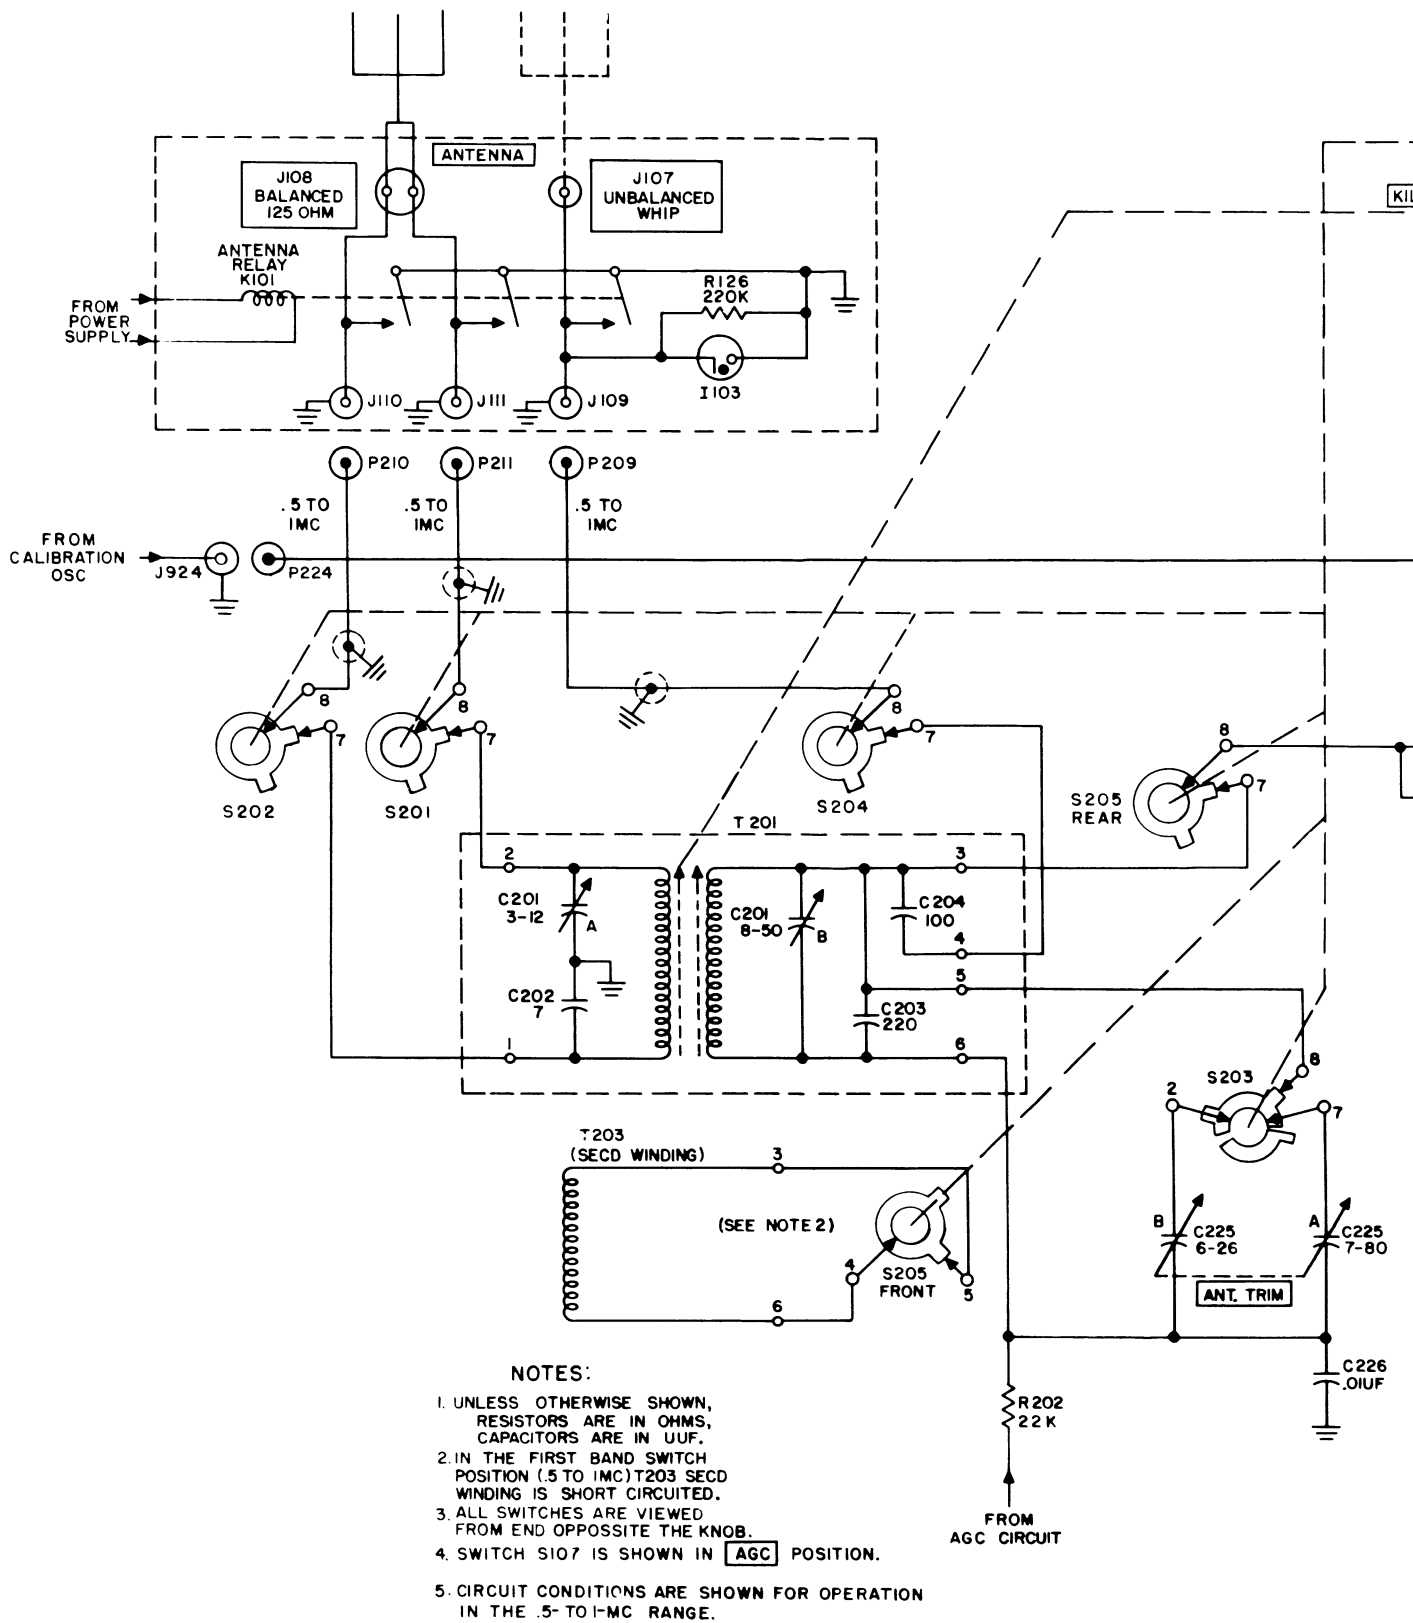 ANTENNA
J108
BALANCED
125 OHM
J107
UNBALANCED
WHIP
ANTENNA
RELAY
K101
R126
220K
FROM
POWER
SUPPLY
I103
J110
J111
J109
P210
P211
P209
.5 TO
1MC
.5 TO
1MC
.5 TO
1MC
FROM
CALIBRATION
OSC
J924
P224
8
7
S202
8
7
S201
8
7
S204
8
7
S205
REAR
T201
2
C201
3-12
A
C202
7
1
C201
8-50
B
3
C204
100
4
5
C203
220
6
T203
(SECD WINDING)
3
(SEE NOTE 2)
4
S205
FRONT
5
6
S203
8
2
7
B
C225
6-26
A
C225
7-80
ANT. TRIM
R202
22K
C226
.01UF
FROM
AGC CIRCUIT
NOTES:
1. UNLESS OTHERWISE SHOWN,
RESISTORS ARE IN OHMS,
CAPACITORS ARE IN UUF.
2. IN THE FIRST BAND SWITCH
POSITION (.5 TO 1MC) T203 SECD
WINDING IS SHORT CIRCUITED.
3. ALL SWITCHES ARE VIEWED
FROM END OPPOSSITE THE KNOB.
4. SWITCH S107 IS SHOWN IN AGC POSITION.
5. CIRCUIT CONDITIONS ARE SHOWN FOR OPERATION
IN THE .5- TO 1-MC RANGE.